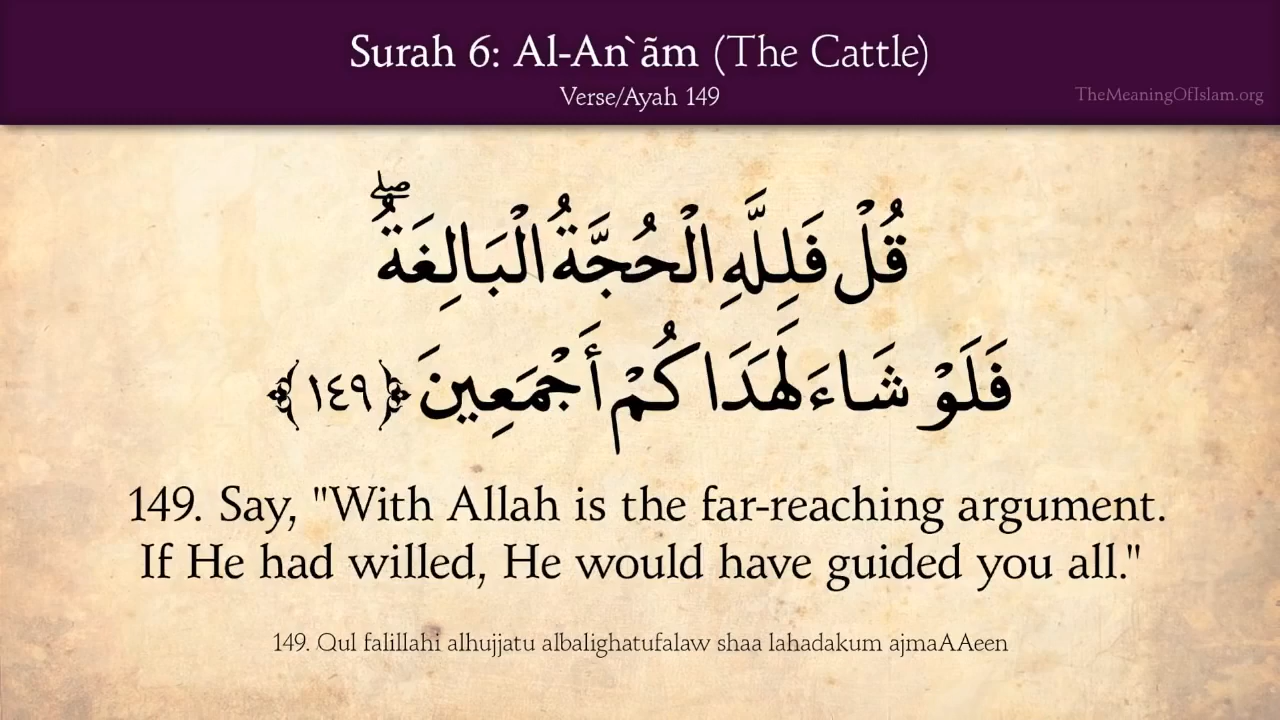 Surah 6: Al-An`ãm (The Cattle)
Verse/Ayah 149
TheMeaningOfIslam.org
قُلْ فَلِلَّهِ الْحُجَّةُ الْبَالِغَةُ ۖ
فَلَوْ شَاءَ لَهَدَاكُمْ أَجْمَعِينَ ﴿١٤٩﴾
149. Say, "With Allah is the far-reaching argument.
If He had willed, He would have guided you all."
149. Qul falillahi alhujjatu albalighatufalaw shaa lahadakum ajmaAAeen